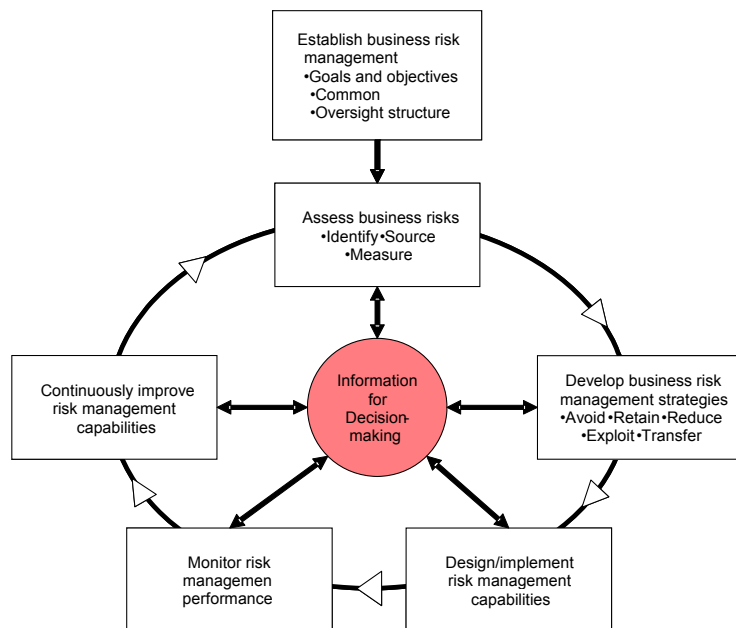 Establish business risk
management
•Goals and objectives
•Common
•Oversight structure
Assess business risks
•Identify•Source
•Measure
Continuously improve
risk management
capabilities
Information
for
Decision-
making
Develop business risk
management strategies
•Avoid•Retain•Reduce
•Exploit•Transfer
Monitor risk
managemen
performance
Design/implement
risk management
capabilities